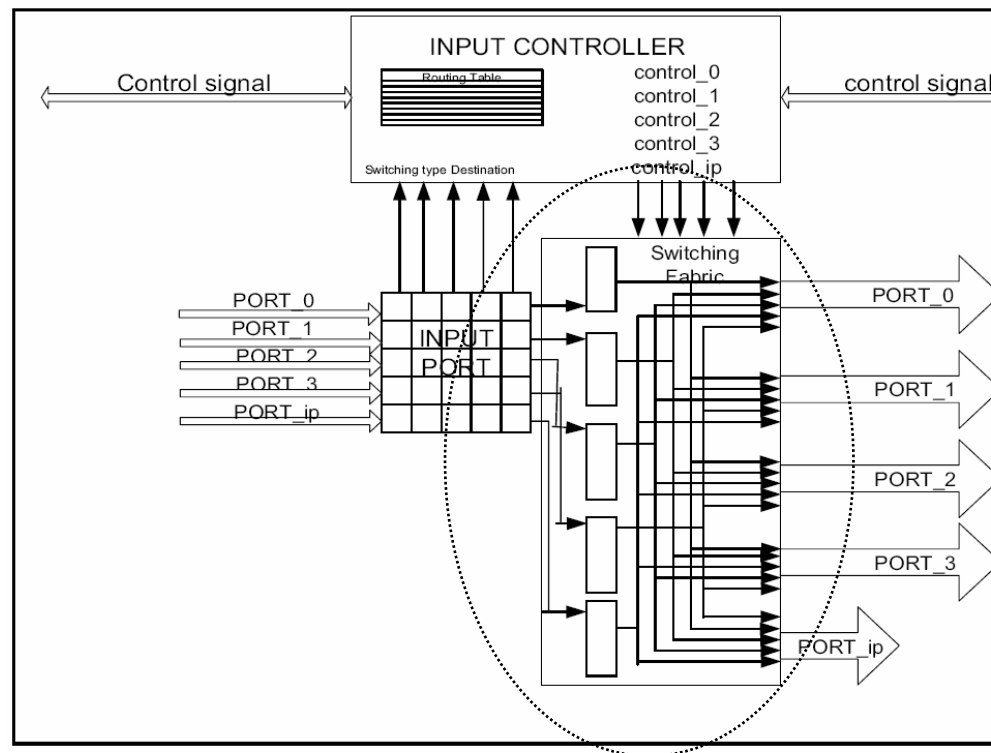 INPUT CONTROLLER
Routing Table
control_0
control_1
control_2
control_3
control_ip
Control signal
control signal
Switching type Destination
Switching
Fabric
PORT_0
PORT_1
PORT_2
PORT_3
PORT_ip
INPUT
PORT
PORT_0
PORT_1
PORT_2
PORT_3
PORT_ip